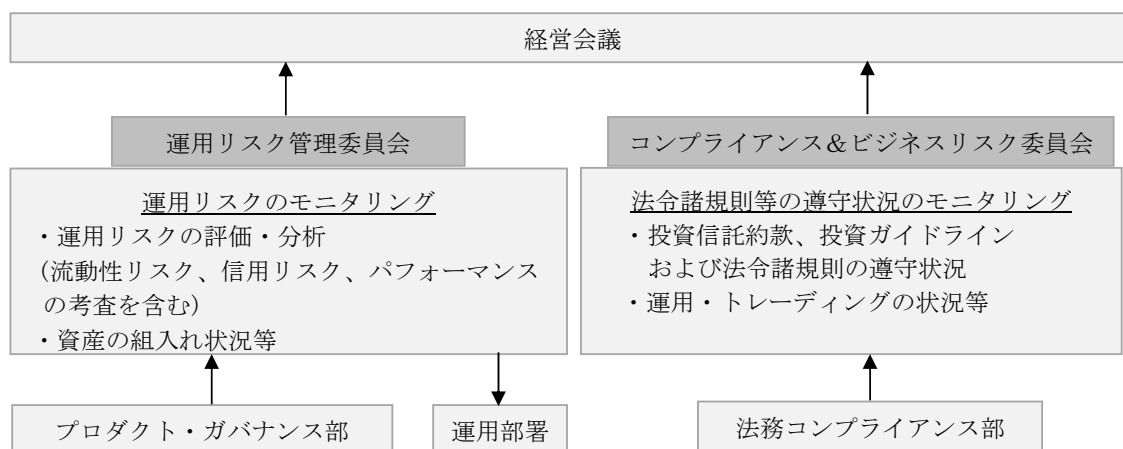 経営会議
運用リスク管理委員会
運用リスクのモニタリング
・運用リスクの評価・分析
(流動性リスク、信用リスク、パフォーマンス
の考査を含む)
・資産の組入れ状況等
プロダクト・ガバナンス部
運用部署
コンプライアンス&ビジネスリスク委員会
法令諸規則等の遵守状況のモニタリング
・投資信託約款、投資ガイドライン
および法令諸規則の遵守状況
・運用・トレーディングの状況等
法務コンプライアンス部